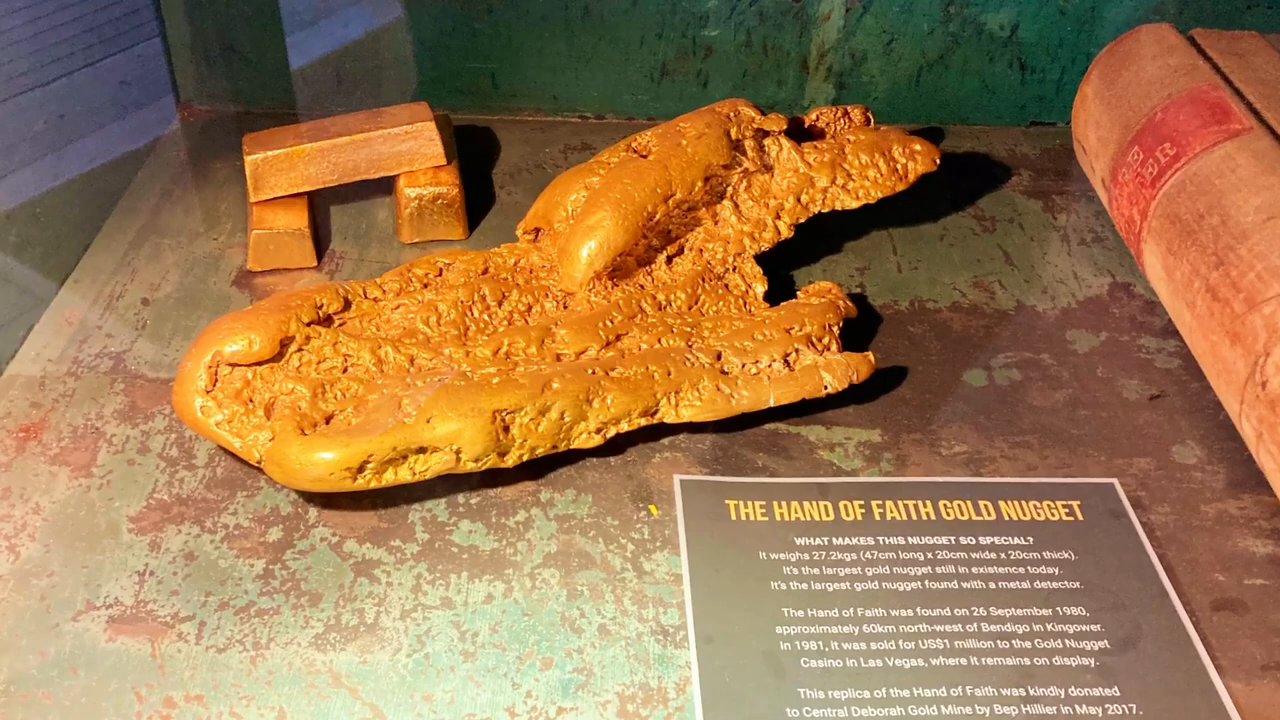 THE HAND OF FAITH GOLD NUGGET
WHAT MAKES THIS NUGGET SO SPECIAL?
It weighs 27.2kgs (47cm long x 20cm wide x 20cm thick).
It's the largest gold nugget still in existence today.
It's the largest gold nugget found with a metal detector.
The Hand of Faith was found on 26 September 1980,
approximately 60km north-west of Bendigo in Kingower.
In 1981, it was sold for US$1 million to the Gold Nugget
Casino in Las Vegas, where it remains on display.
This replica of the Hand of Faith was kindly donated
to Central Deborah Gold Mine by Bep Hillier in May 2017.